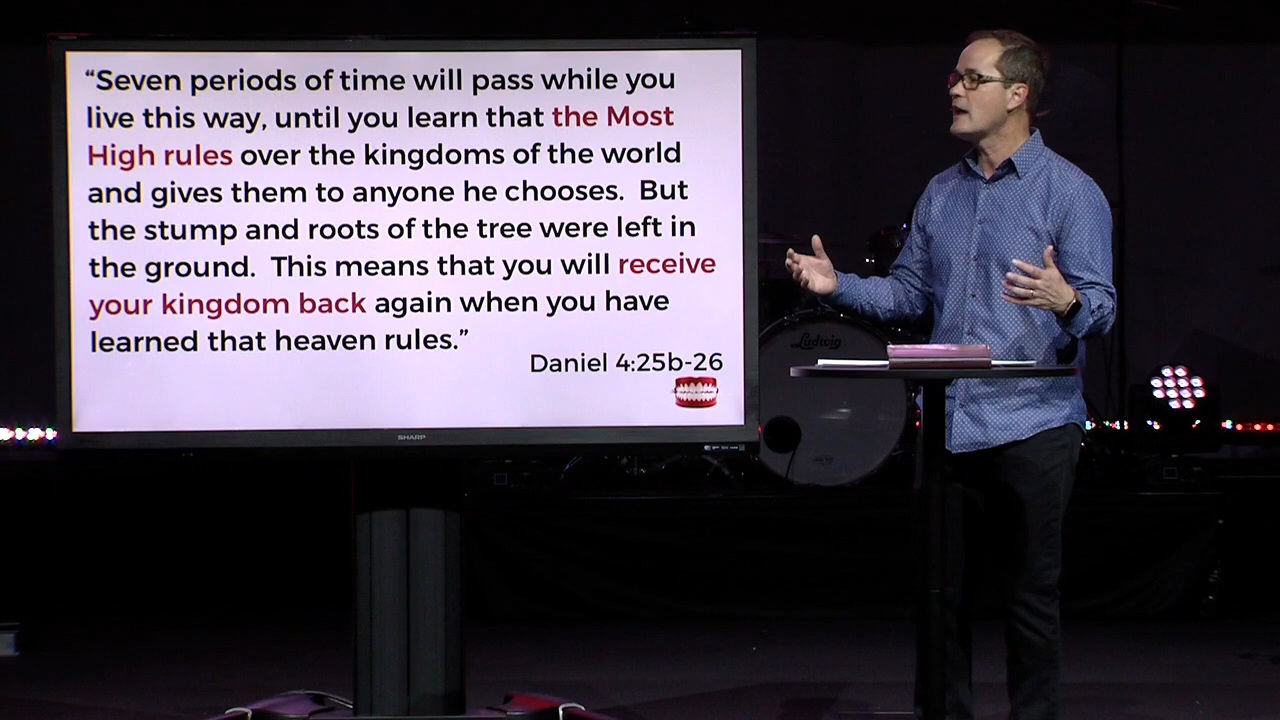 “Seven periods of time will pass while you
live this way, until you learn that the Most
High rules over the kingdoms of the world
and gives them to anyone he chooses.  But
the stump and roots of the tree were left in
the ground.  This means that you will receive
your kingdom back again when you have
learned that heaven rules.”
Daniel 4:25b-26
SHARP
Ludwig